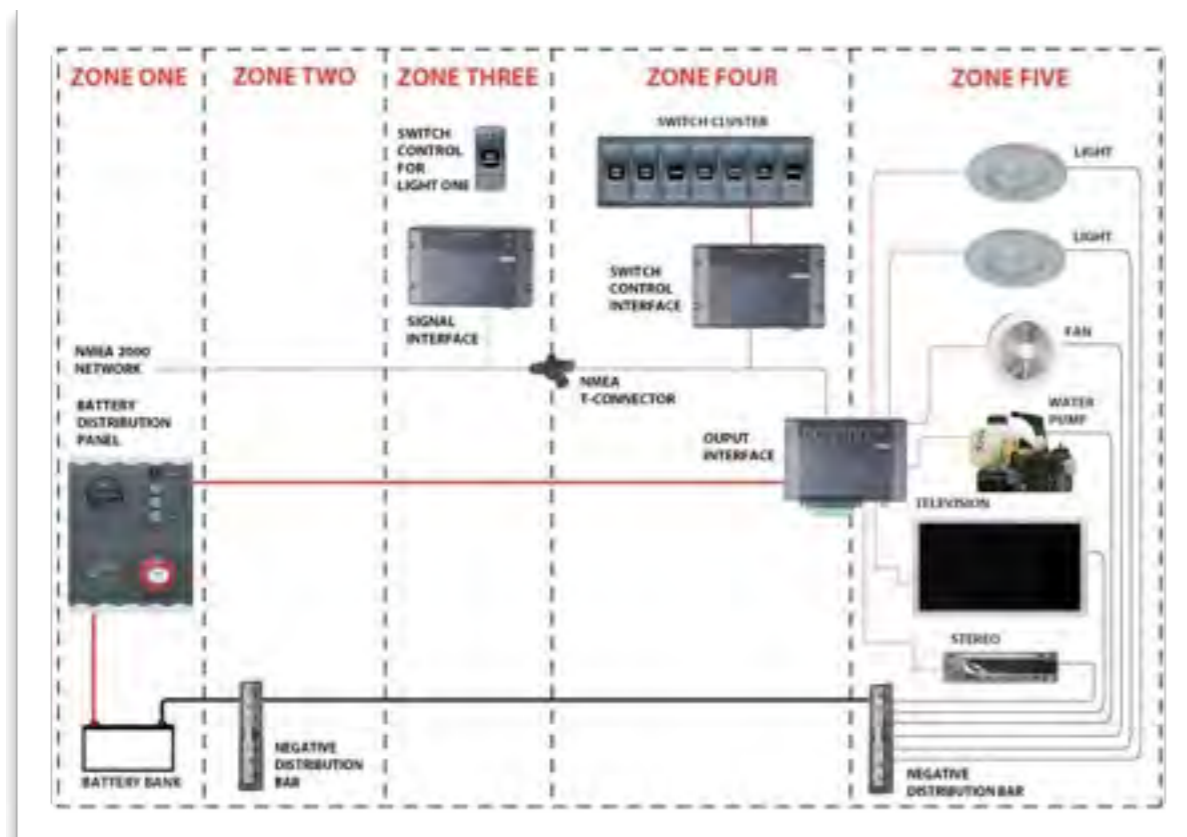 ZONE ONE
ZONE TWO
ZONE THREE
ZONE FOUR
ZONE FIVE
SWITCH
CONTROL
FOR
LIGHT ONE
SWITCH CLUSTER
LIGHT
LIGHT
SWITCH
CONTROL
INTERFACE
SIGNAL
INTERFACE
FAN
NMEA 2000
NETWORK
NMEA
T-CONNECTOR
BATTERY
DISTRIBUTION
PANEL
WATER
PUMP
OUPUT
INTERFACE
TELEVISION
STEREO
BATTERY BANK
NEGATIVE
DISTRIBUTION
BAR
NEGATIVE
DISTRIBUTION BAR